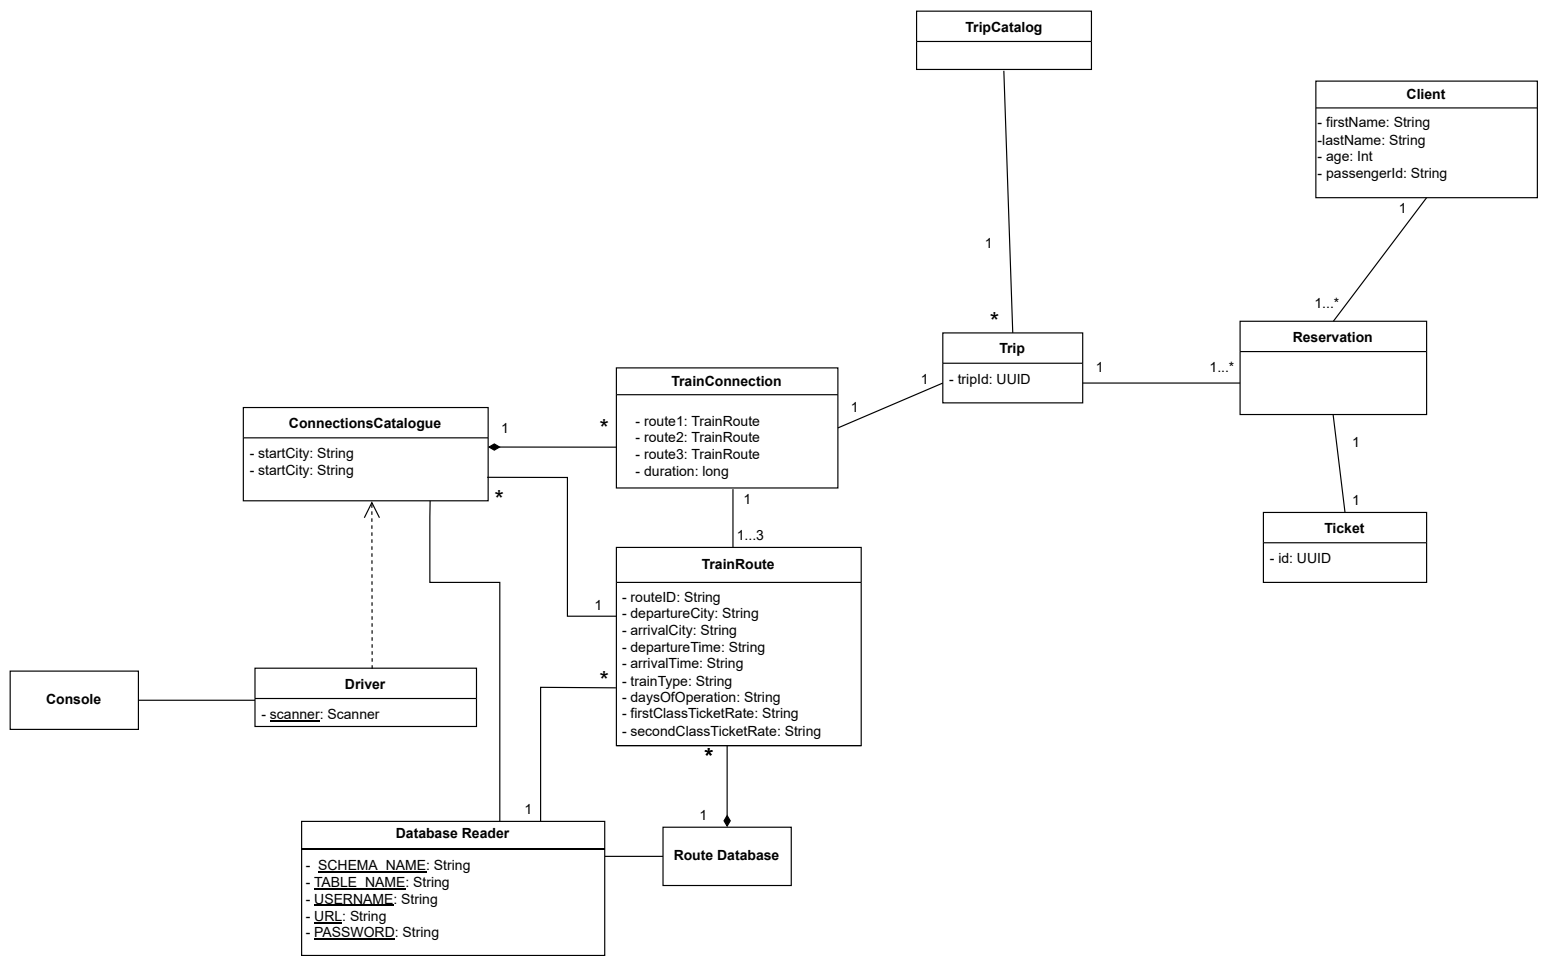 TripCatalog
1
*
Client
- firstName: String
-lastName: String
- age: Int
- passengerId: String
1
1...*
Reservation
Trip
- tripId: UUID
1
1...*
1
1
Ticket
- id: UUID
TrainConnection
- route1: TrainRoute
- route2: TrainRoute
- route3: TrainRoute
- duration: long
1
1
ConnectionsCatalogue
- startCity: String
- startCity: String
1
*
*
1
1
1...3
TrainRoute
- routeID: String
- departureCity: String
- arrivalCity: String
- departureTime: String
- arrivalTime: String
- trainType: String
- daysOfOperation: String
- firstClassTicketRate: String
- secondClassTicketRate: String
*
*
Console
Driver
- scanner: Scanner
1
1
Database Reader
- SCHEMA_NAME: String
- TABLE_NAME: String
- USERNAME: String
- URL: String
- PASSWORD: String
Route Database